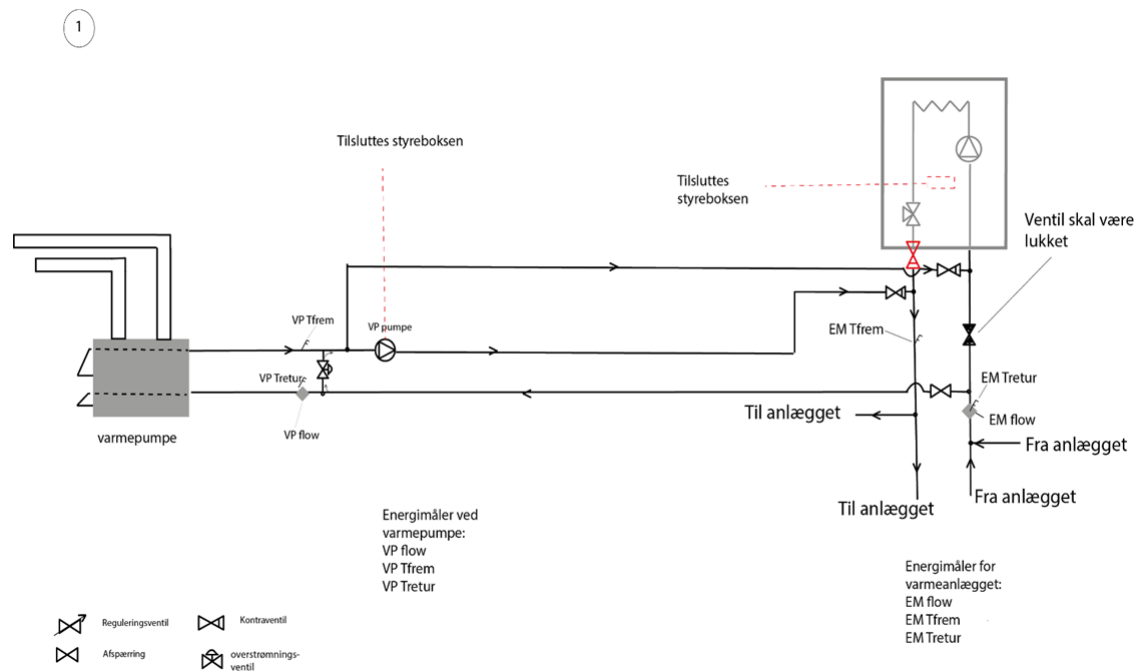 1
Tilsluttes styreboksen
Tilsluttes
styreboksen
Ventil skal være
lukket
VP Tfrem
VP pumpe
EM Tfrem
VP Tretur
EM Tretur
Til anlægget
EM flow
varmepumpe
VP flow
Fra anlægget
Fra anlægget
Til anlægget
Energimåler ved
varmepumpe:
VP flow
VP Tfrem
VP Tretur
Energimåler for
varmeanlægget:
EM flow
EM Tfrem
EM Tretur
Reguleringsventil
Kontraventil
Afspærring
overstrømnings-
ventil